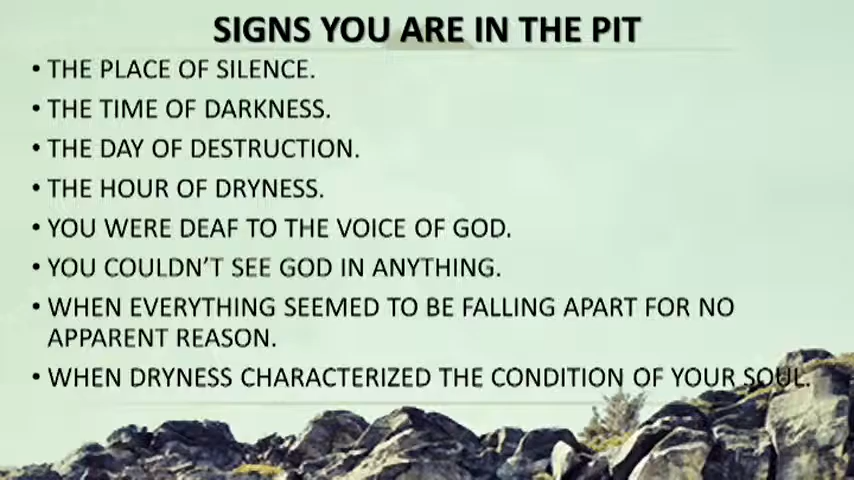 SIGNS YOU ARE IN THE PIT
• THE PLACE OF SILENCE.
• THE TIME OF DARKNESS.
• THE DAY OF DESTRUCTION.
• THE HOUR OF DRYNESS.
• YOU WERE DEAF TO THE VOICE OF GOD.
• YOU COULDN'T SEE GOD IN ANYTHING.
• WHEN EVERYTHING SEEMED TO BE FALLING APART FOR NO
APPARENT REASON.
• WHEN DRYNESS CHARACTERIZED THE CONDITION OF YOUR SOUL.